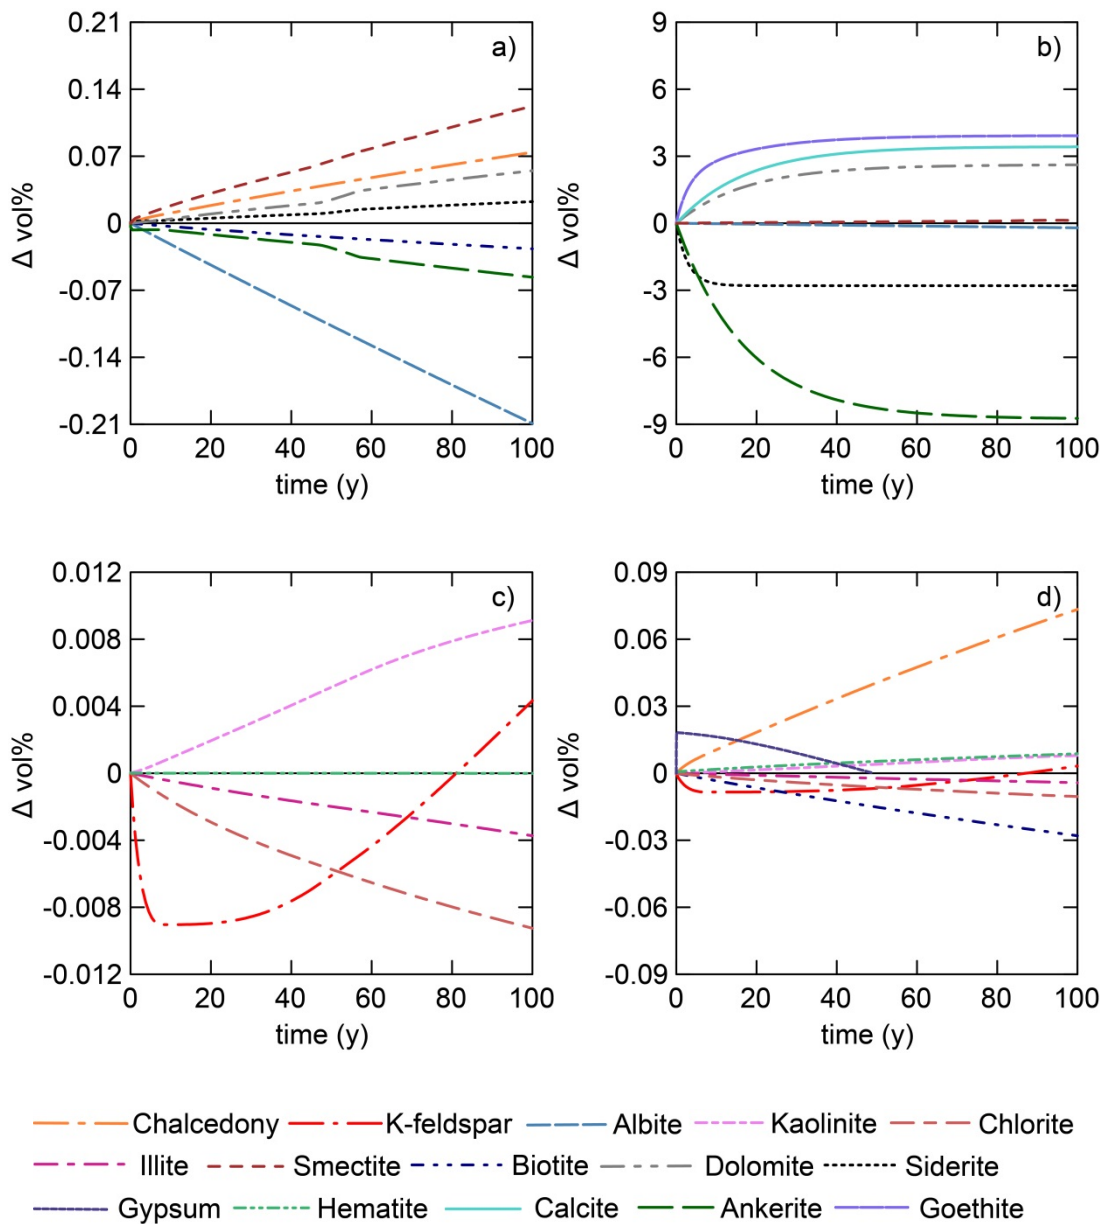 0.21
0.14
0.07
0
-0.07
-0.14
-0.21
Δ vol%
a)
0 20 40 60 80 100
time (y)
9
6
3
0
-3
-6
-9
Δ vol%
b)
0 20 40 60 80 100
time (y)
0.012
0.008
0.004
0
-0.004
-0.008
-0.012
Δ vol%
c)
0 20 40 60 80 100
time (y)
0.09
0.06
0.03
0
-0.03
-0.06
-0.09
Δ vol%
d)
0 20 40 60 80 100
time (y)
Chalcedony K-feldspar Albite Kaolinite Chlorite
Illite Smectite Biotite Dolomite Siderite
Gypsum Hematite Calcite Ankerite Goethite